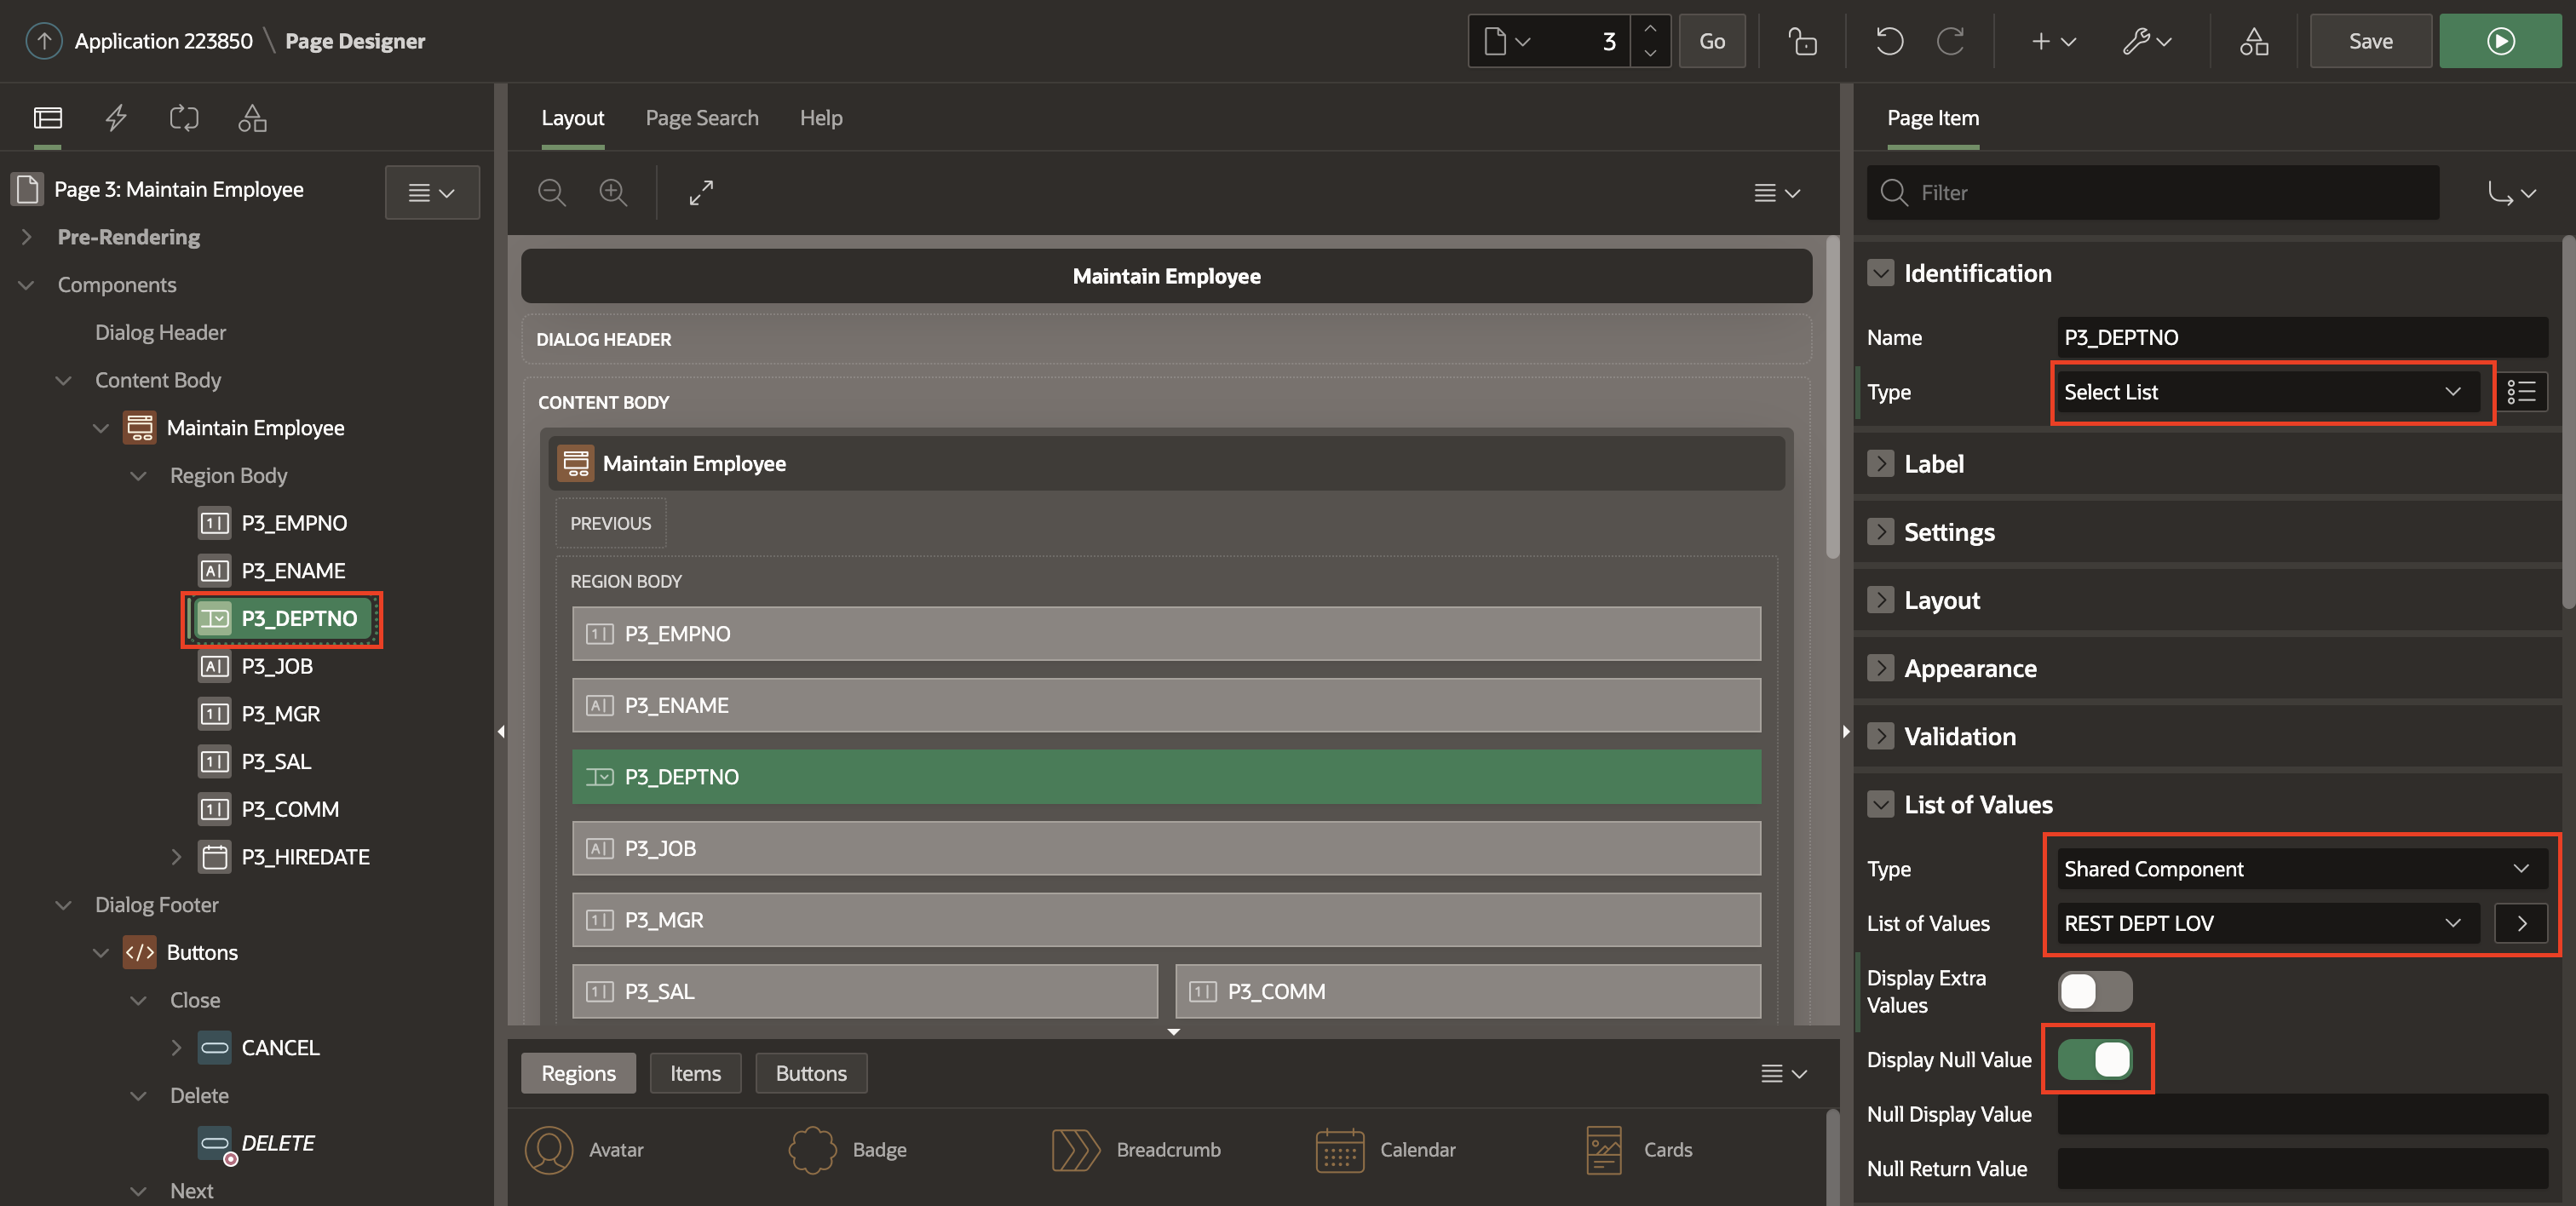 Application 223850 \ Page Designer
3
Go
Save
Layout
Page Search
Help
Page Item
Page 3: Maintain Employee
Pre-Rendering
Components
Dialog Header
Content Body
Maintain Employee
Region Body
P3_EMPNO
P3_ENAME
P3_DEPTNO
P3_JOB
P3_MGR
P3_SAL
P3_COMM
P3_HIREDATE
Dialog Footer
Buttons
Close
CANCEL
Delete
DELETE
Next
Maintain Employee
DIALOG HEADER
CONTENT BODY
Maintain Employee
PREVIOUS
REGION BODY
P3_EMPNO
P3_ENAME
P3_DEPTNO
P3_JOB
P3_MGR
P3_SAL
P3_COMM
Regions
Items
Buttons
Avatar
Badge
Breadcrumb
Calendar
Cards
Filter
Identification
Name
P3_DEPTNO
Type
Select List
Label
Settings
Layout
Appearance
Validation
List of Values
Type
Shared Component
List of Values
REST DEPT LOV
Display Extra
Values
Display Null Value
Null Display Value
Null Return Value